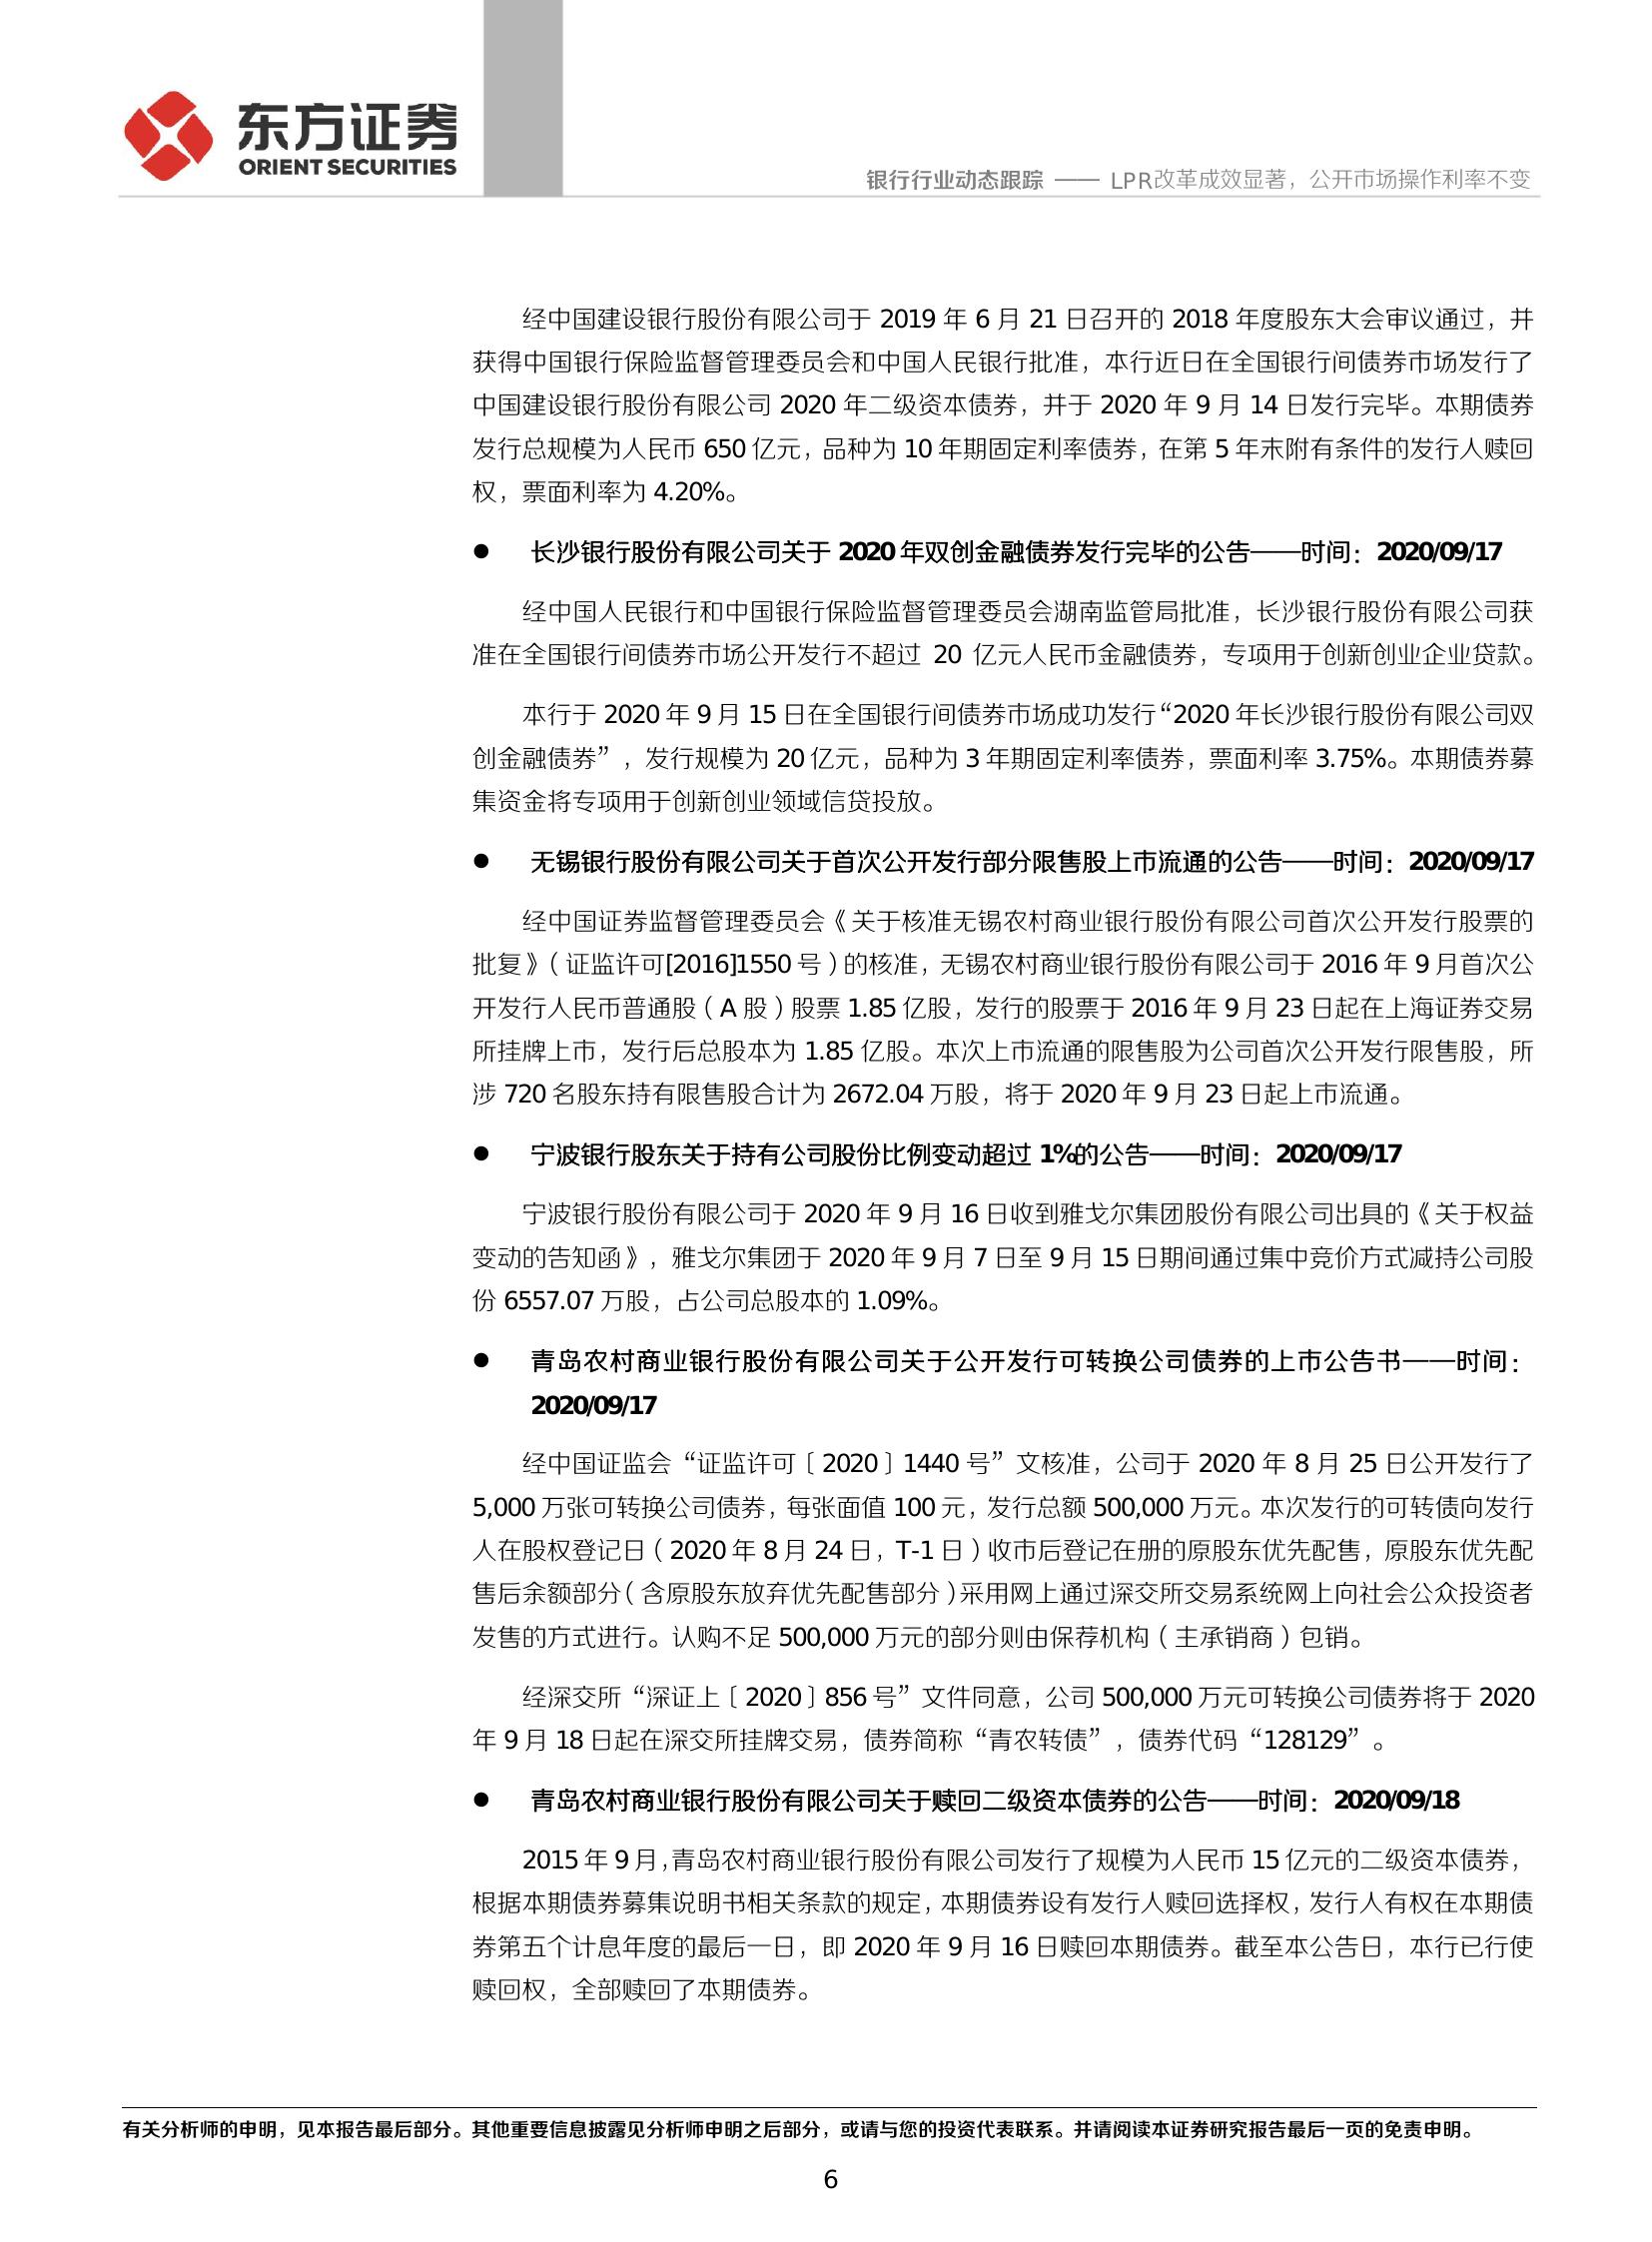 东方证券
ORIENT SECURITIES
银行行业动态跟踪 —— LPR改革成效显著，公开市场操作利率不变
经中国建设银行股份有限公司于 2019 年 6 月 21 日召开的 2018 年度股东大会审议通过，并
获得中国银行保险监督管理委员会和中国人民银行批准，本行近日在全国银行间债券市场发行了
中国建设银行股份有限公司 2020 年二级资本债券，并于 2020 年 9 月 14 日发行完毕。本期债券
发行总规模为人民币 650 亿元，品种为 10 年期固定利率债券，在第 5 年末附有条件的发行人赎回
权，票面利率为 4.20%。
● 长沙银行股份有限公司关于 2020 年双创金融债券发行完毕的公告——时间：2020/09/17
经中国人民银行和中国银行保险监督管理委员会湖南监管局批准，长沙银行股份有限公司获
准在全国银行间债券市场公开发行不超过 20 亿元人民币金融债券，专项用于创新创业企业贷款。
本行于 2020 年 9 月 15 日在全国银行间债券市场成功发行“2020 年长沙银行股份有限公司双
创金融债券”，发行规模为 20 亿元，品种为 3 年期固定利率债券，票面利率 3.75%。本期债券募
集资金将专项用于创新创业领域信贷投放。
● 无锡银行股份有限公司关于首次公开发行部分限售股上市流通的公告——时间：2020/09/17
经中国证券监督管理委员会《关于核准无锡农村商业银行股份有限公司首次公开发行股票的
批复》（证监许可[2016]1550 号）的核准，无锡农村商业银行股份有限公司于 2016 年 9 月首次公
开发行人民币普通股（A 股）股票 1.85 亿股，发行的股票于 2016 年 9 月 23 日起在上海证券交易
所挂牌上市，发行后总股本为 1.85 亿股。本次上市流通的限售股为公司首次公开发行限售股，所
涉 720 名股东持有限售股合计为 2672.04 万股，将于 2020 年 9 月 23 日起上市流通。
● 宁波银行股东关于持有公司股份比例变动超过 1%的公告——时间：2020/09/17
宁波银行股份有限公司于 2020 年 9 月 16 日收到雅戈尔集团股份有限公司出具的《关于权益
变动的告知函》，雅戈尔集团于 2020 年 9 月 7 日至 9 月 15 日期间通过集中竞价方式减持公司股
份 6557.07 万股，占公司总股本的 1.09%。
● 青岛农村商业银行股份有限公司关于公开发行可转换公司债券的上市公告书——时间：
2020/09/17
经中国证监会“证监许可〔2020〕1440 号”文核准，公司于 2020 年 8 月 25 日公开发行了
5,000 万张可转换公司债券，每张面值 100 元，发行总额 500,000 万元。本次发行的可转债向发行
人在股权登记日（2020 年 8 月 24 日，T-1 日）收市后登记在册的原股东优先配售，原股东优先配
售后余额部分（含原股东放弃优先配售部分）采用网上通过深交所交易系统网上向社会公众投资者
发售的方式进行。认购不足 500,000 万元的部分则由保荐机构（主承销商）包销。
经深交所“深证上〔2020〕856 号”文件同意，公司 500,000 万元可转换公司债券将于 2020
年 9 月 18 日起在深交所挂牌交易，债券简称“青农转债”，债券代码“128129”。
● 青岛农村商业银行股份有限公司关于赎回二级资本债券的公告——时间：2020/09/18
2015 年 9 月，青岛农村商业银行股份有限公司发行了规模为人民币 15 亿元的二级资本债券，
根据本期债券募集说明书相关条款的规定，本期债券设有发行人赎回选择权，发行人有权在本期债
券第五个计息年度的最后一日，即 2020 年 9 月 16 日赎回本期债券。截至本公告日，本行已行使
赎回权，全部赎回了本期债券。
有关分析师的申明，见本报告最后部分。其他重要信息披露见分析师申明之后部分，或请与您的投资代表联系。并请阅读本证券研究报告最后一页的免责申明。
6